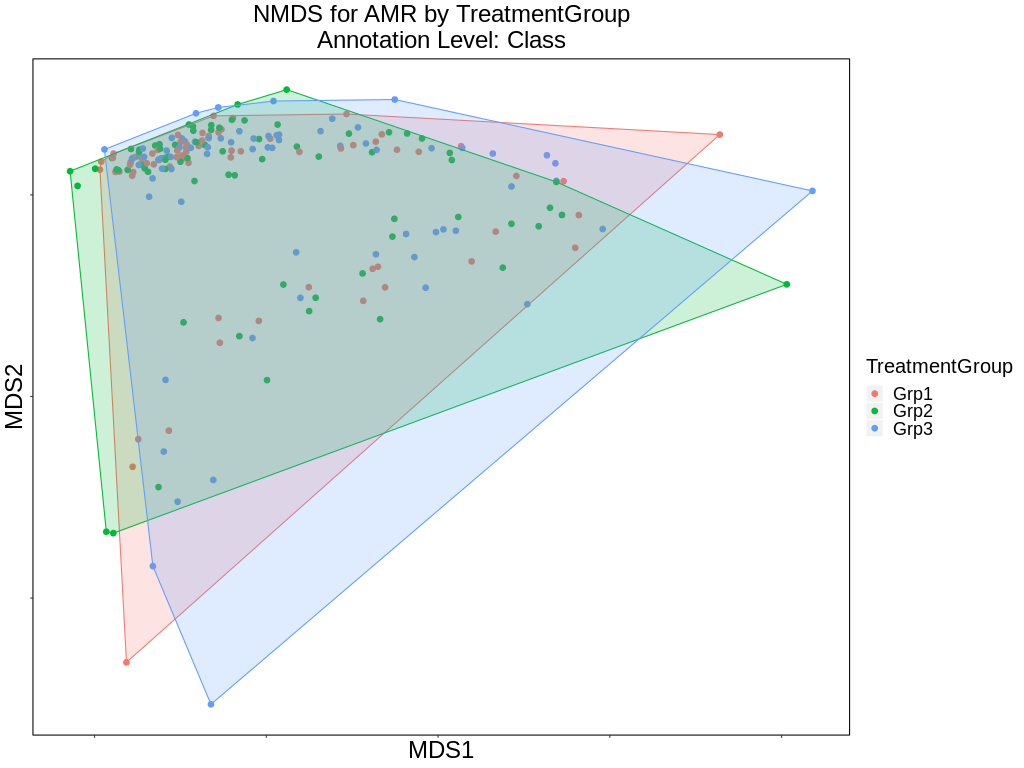 NMDS for AMR by TreatmentGroup
Annotation Level: Class
MDS2
MDS1
TreatmentGroup
Grp1
Grp2
Grp3